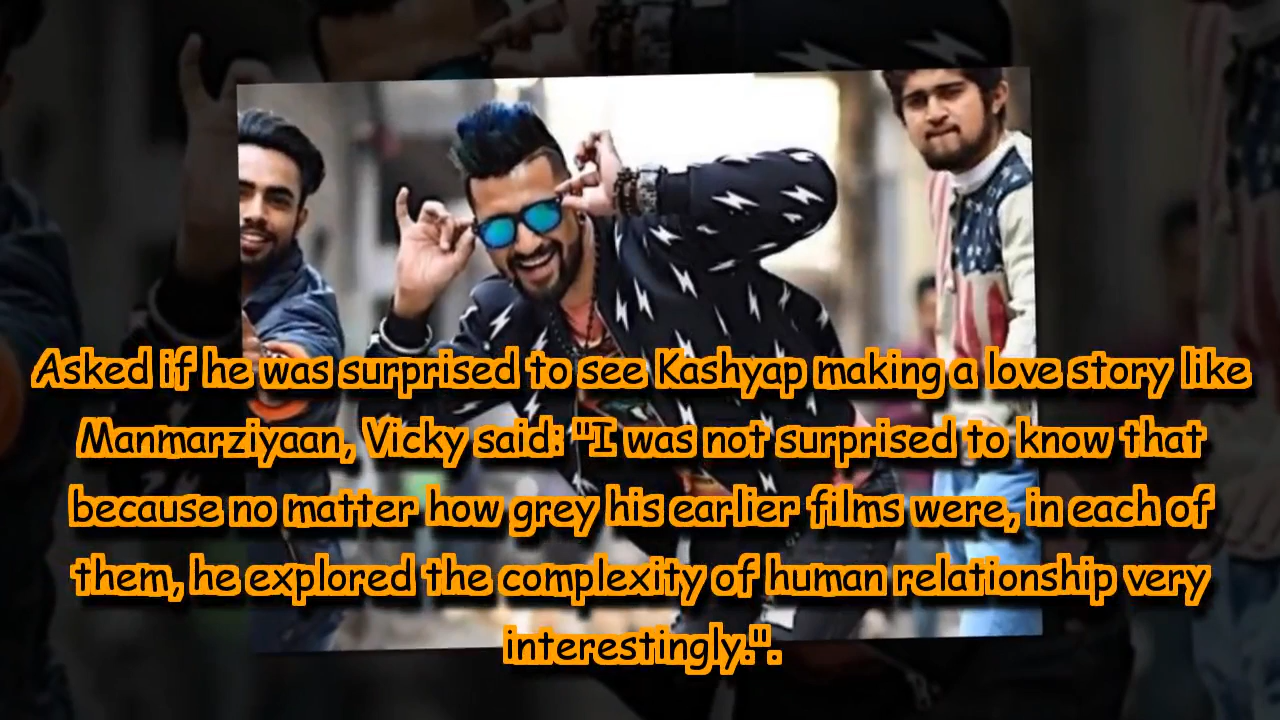 Asked if he was surprised to see Kashyap making a love story like
Manmarziyaan, Vicky said: "I was not surprised to know that
because no matter how grey his earlier films were, in each of
them, he explored the complexity of human relationship very
interestingly.".